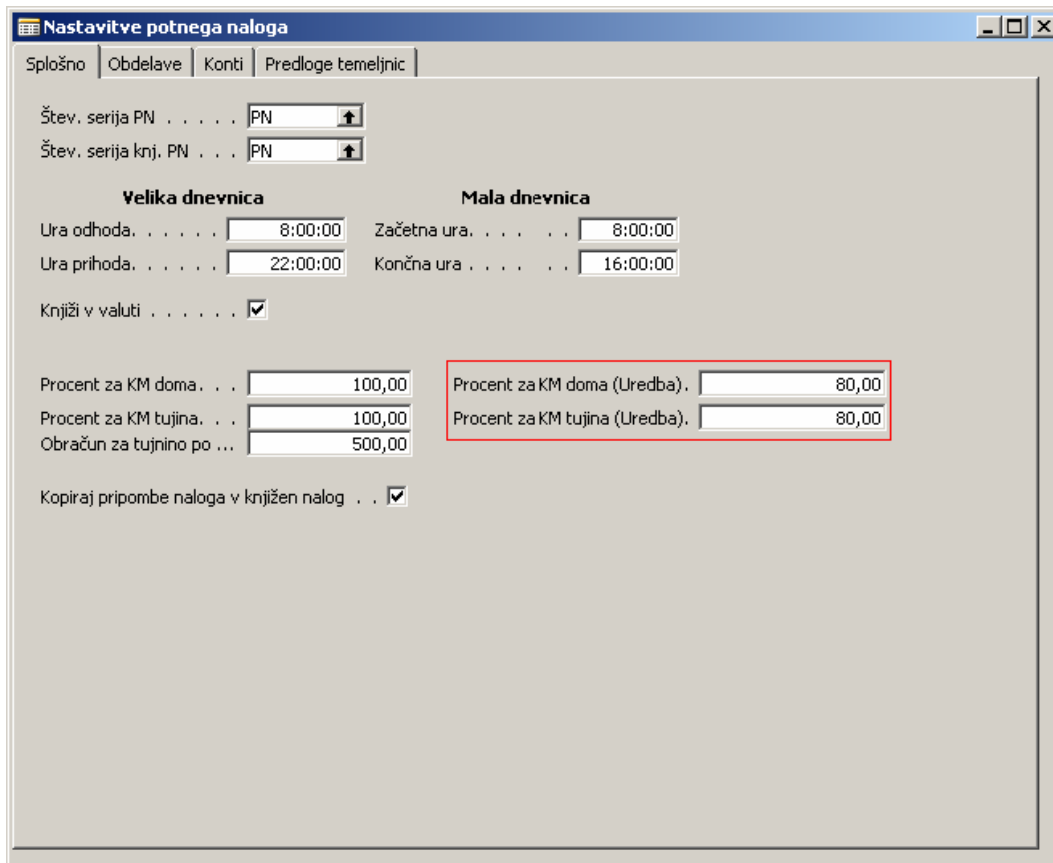 Nastavitve potnega naloga
Splošno Obdelave Konti Predloge temeljnic
Štev. serija PN . . . . . PN
Štev. serija knj. PN . . . PN
Velika dnevnica Mala dnevnica
Ura odhoda. . . . . . 8:00:00 Začetna ura. . . . . . 8:00:00
Ura prihoda. . . . . . 22:00:00 Končna ura . . . . . . 16:00:00
Knjiži v valuti . . . . . .
Procent za KM doma. . . 100,00 Procent za KM doma (Uredba). 80,00
Procent za KM tujina. . . 100,00 Procent za KM tujina (Uredba). 80,00
Obračun za tujnino po ... 500,00
Kopiraj pripombe naloga v knjižen nalog . .